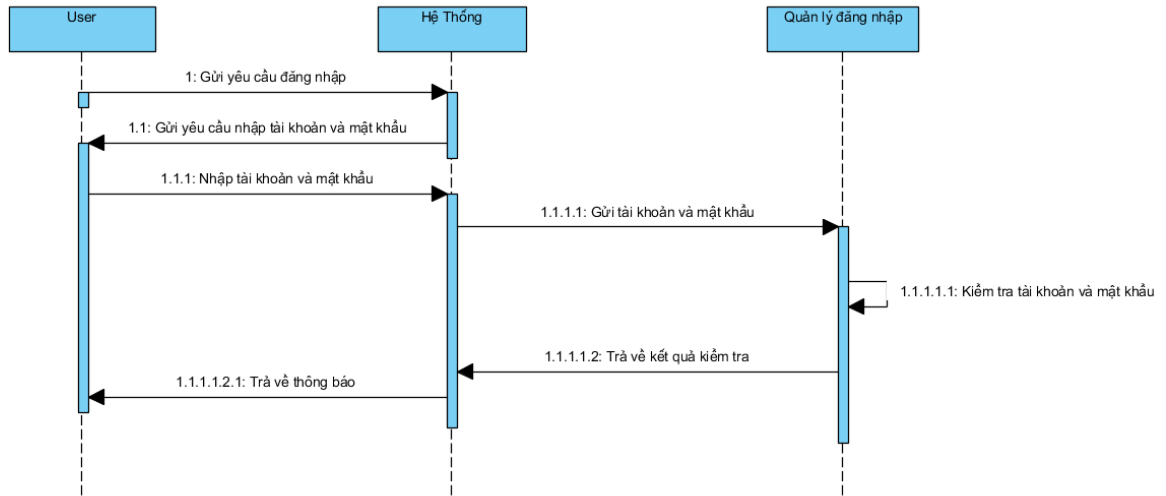 User
Hệ Thống
Quản lý đăng nhập
1: Gửi yêu cầu đăng nhập
1.1: Gửi yêu cầu nhập tài khoản và mật khẩu
1.1.1: Nhập tài khoản và mật khẩu
1.1.1.1: Gửi tài khoản và mật khẩu
1.1.1.1.1: Kiểm tra tài khoản và mật khẩu
1.1.1.1.2: Trả về kết quả kiểm tra
1.1.1.1.2.1: Trả về thông báo